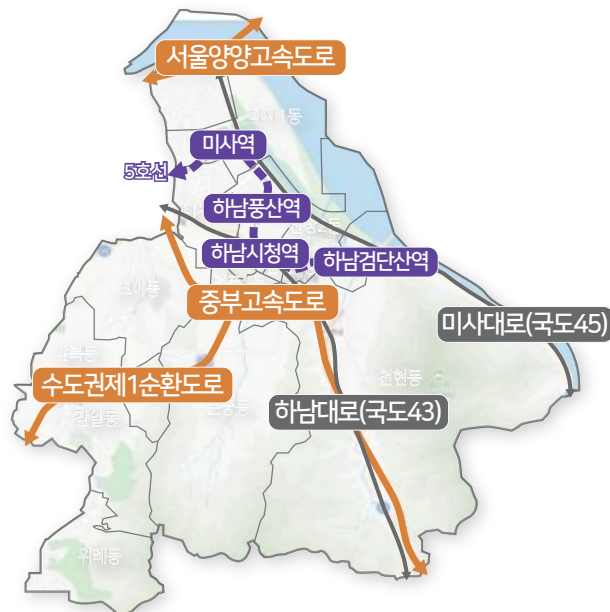 서울양양고속도로
미사1동
미사역
5호선
하남풍산역
하남시청역
하남검단산역
중부고속도로
미사대로(국도45)
수도권제1순환도로
천현동
하남대로(국도43)
감일동
위례동